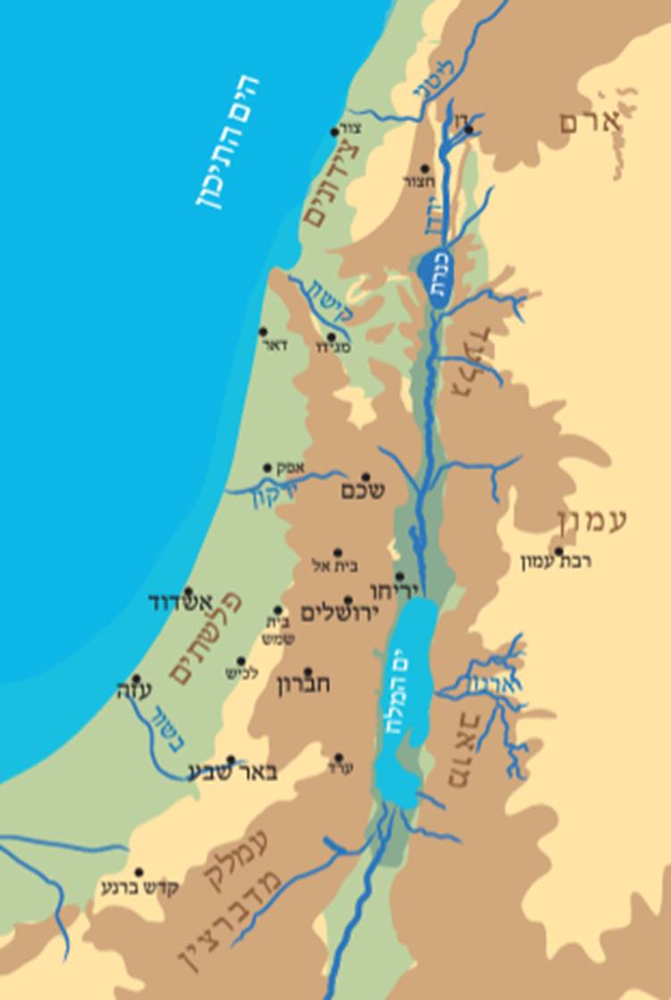 ליטני
הים התיכון
ארם
דן
צור
צידונים
חצור
ירדן
כנרת
קישון
גלעד
דאר
מגידו
אפק
ירקון
שכם
עמון
רבת עמון
בית אל
יריחו
אשדוד
פלשתים
ירושלים
בית
שמש
לכיש
חברון
ים המלח
ארנון
עזה
בשור
מואב
באר שבע
ערד
עמלק
קדש ברנע
מדבר צין